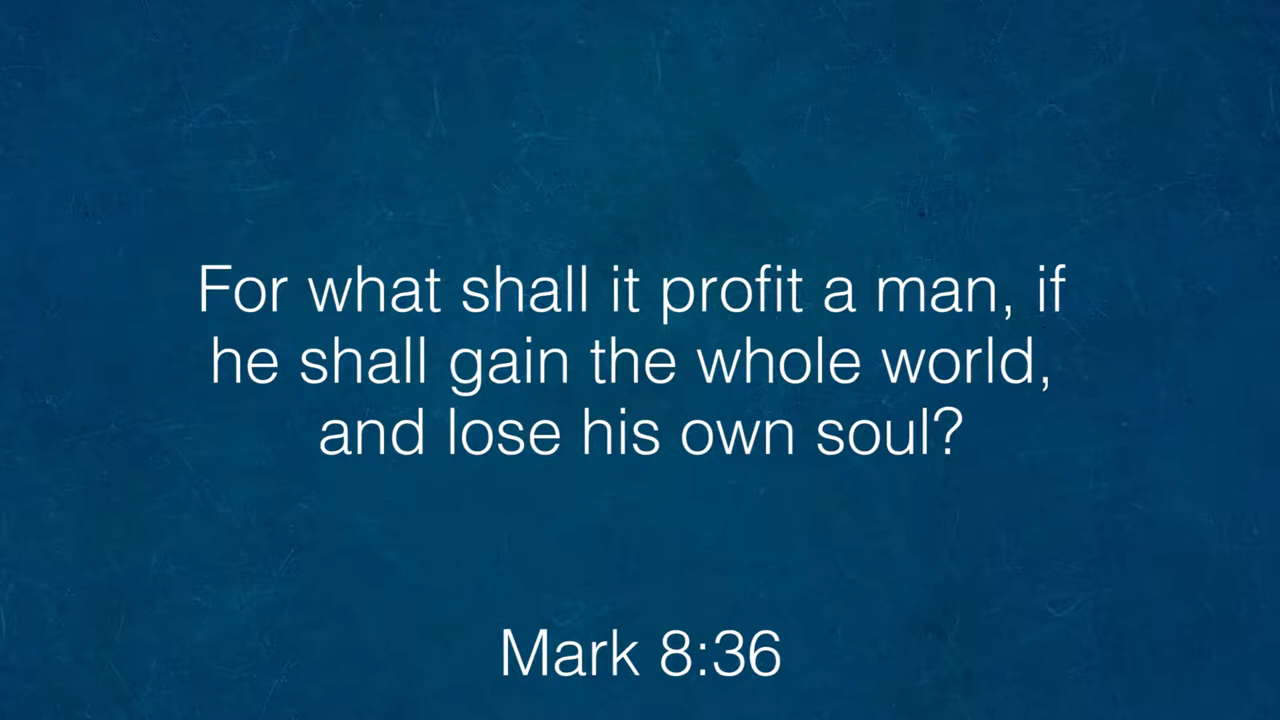 For what shall it profit a man, if
he shall gain the whole world,
and lose his own soul?
Mark 8:36